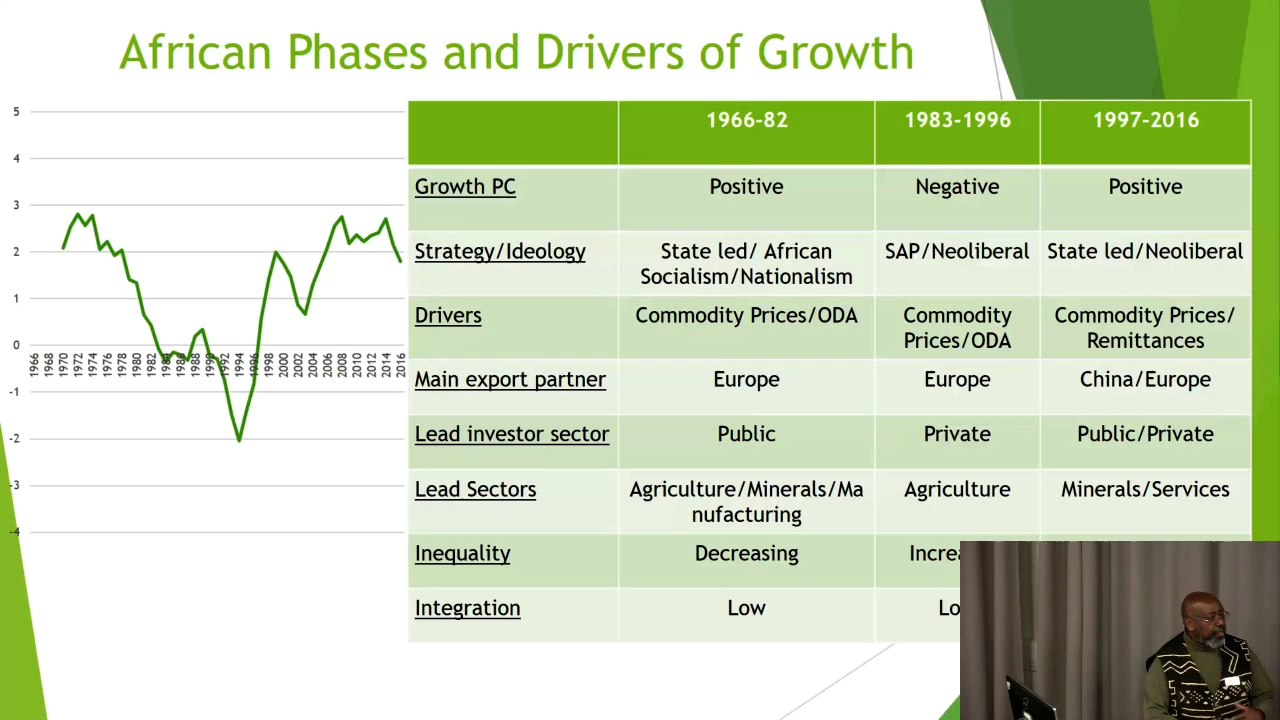 African Phases and Drivers of Growth
5
4
3
2
1
0
-1
-2
-3
-4
1966
1968
1970
1972
1974
1976
1978
1980
1982
1984
1986
1988
1990
1992
1994
1996
1998
2000
2002
2004
2006
2008
2010
2012
2014
2016
1966-82 1983-1996 1997-2016
Growth PC Positive Negative Positive
Strategy/Ideology State led/ African SAP/Neoliberal State led/Neoliberal
Socialism/Nationalism
Drivers Commodity Prices/ODA Commodity Commodity Prices/
Prices/ODA Remittances
Main export partner Europe Europe China/Europe
Lead investor sector Public Private Public/Private
Lead Sectors Agriculture/Minerals/Ma Agriculture Minerals/Services
nufacturing
Inequality Decreasing Increa
Integration Low Lo